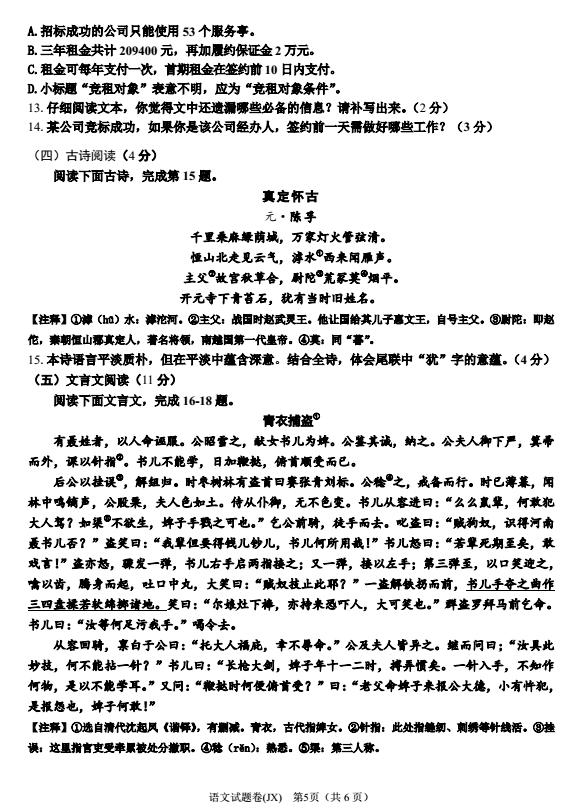 A.招标成功的公司只能使用53个服务亭。
B.三年租金共计209400元，再加履约保证金2万元。
C.租金可每年支付一次，首期租金在签约前10日内支付。
D.小标题“竞租对象”表意不明，应为“竞租对象条件”。
13.仔细阅读文本，你觉得文中还遗漏哪些必备的信息？请补写出来。（2分）
14.某公司竞标成功，如果你是该公司经办人，签约前一天需做好哪些工作？（3分）
（四）古诗阅读（4分）
阅读下面古诗，完成第15题。
真定怀古
元·陈孚
千里桑麻绿荫城，万家灯火管弦清。
恒山北走见云气，滹水①西来闻雁声。
主父②故宫秋草合，尉陀③荒冢莫④烟平。
开元寺下青苔石，犹有当时旧姓名。
【注释】①滹（hū）水：滹沱河。②主父：战国时赵武灵王。他让国给其儿子惠文王，自号主父。③尉陀：即赵
佗，秦朝恒山郡真定人，著名将领，南越国第一代皇帝。④莫：同“暮”。
15.本诗语言平淡质朴，但在平淡中蕴含深意。结合全诗，体会尾联中“犹”字的意蕴。（4分）
（五）文言文阅读（11分）
阅读下面文言文，完成16-18题。
青衣捕盗①
有聂姓者，以人命诬服。公昭雪之，献女书儿为婢。公鉴其诚，纳之。公夫人御下严，箕帚
而外，课以针指②。书儿不能学，日加鞭挞，俯首顺受而已。
后公以挂误③，解组归。时枣树林有盗首曰赛张青刘标。公稔④之，戒备而行。时已薄暮，闻
林中鸣镝声，公股栗，夫人色如土。侍从仆御，无不色变。书儿从容进曰：“么么鼠辈，何敢犯
大人驾？如渠⑤不欲生，婢子手戮之可也。”乞公前骑，徒手而去。叱盗曰：“贼狗奴，识得河南
聂书儿否？”盗笑曰：“我辈但要得钱儿钞儿，书儿何所用哉！”书儿怒曰：“若辈死期至矣，敢
戏言！”盗亦怒，骤发一弹，书儿右手启两指接之；又一弹，接以左手；第三弹至，以口笑迎之，
噙以齿，腾身而起，吐口中丸，大笑曰：“贼奴技止此耶？”一盗解铁拐而前，书儿手夺之曲作
三四盘揉若软绵掷诸地。笑曰：“尔娘灶下棒，亦持来恐吓人，大可笑也。”群盗罗拜马前乞命。
书儿曰：“汝等何足污我手。”喝令去。
从容回骑，禀白于公曰：“托大人福庇，幸不辱命。”公及夫人皆异之。继而问曰；“汝具此
妙技，何不能拈一针？”书儿曰：“长枪大剑，婢子年十一二时，搏弄惯矣。一针入手，不知作
何物，是以不能学耳。”又问：“鞭挞时何便俯首受？”曰：“老父命婢子来报公大德，小有忤犯，
是报怨也，婢子何敢！”
【注释】①选自清代沈起凤《谐铎》，有删减。青衣，古代指婢女。②针指：此处指缝纫、刺绣等针线活。③挂
误：这里指官吏受牵累被处分撤职。④稔（rěn）：熟悉。⑤渠：第三人称。
语文试题卷(JX) 第5页（共6页）